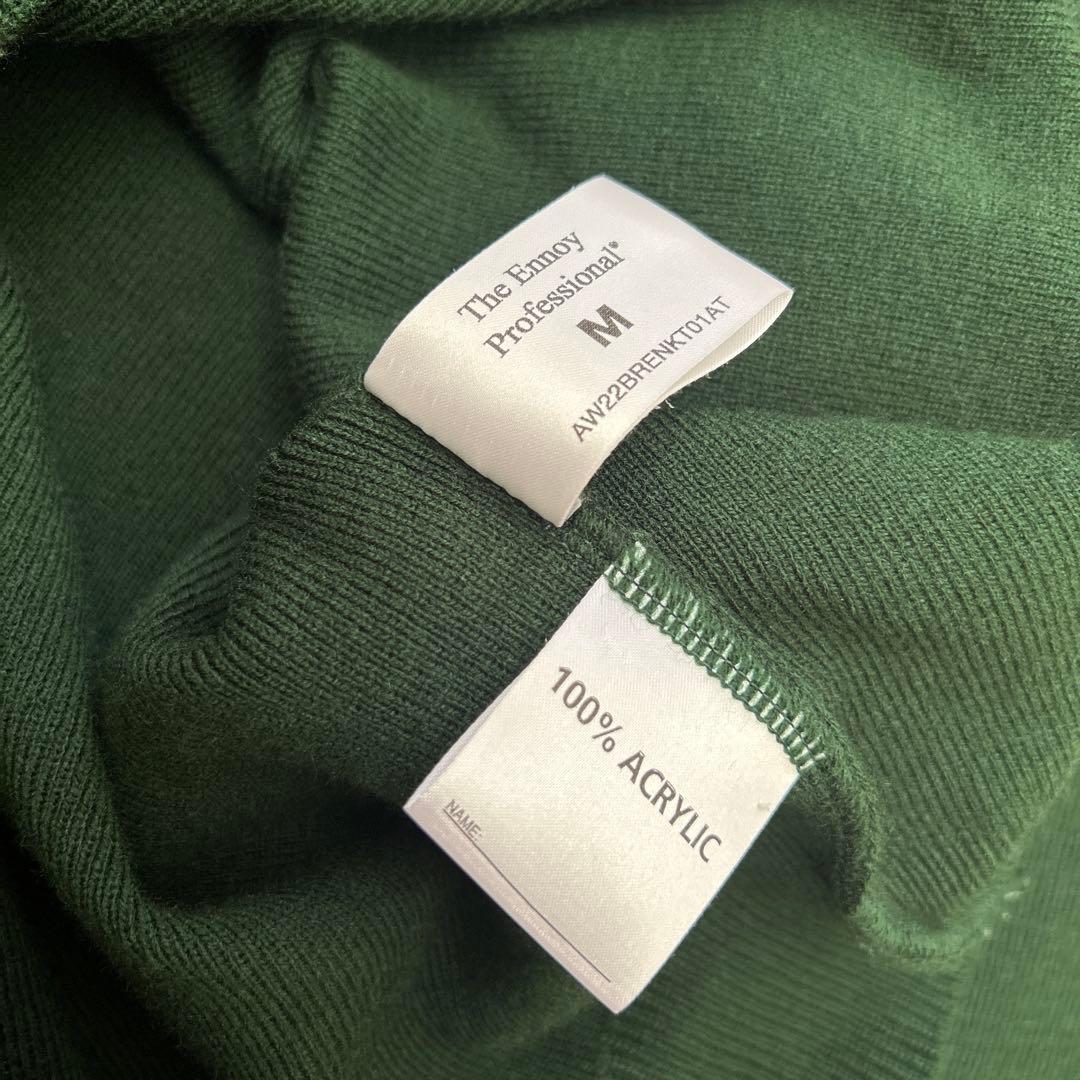 The Ennoy
Professional®
M
AW22BRENKT01AT
100% ACRYLIC
NAME: